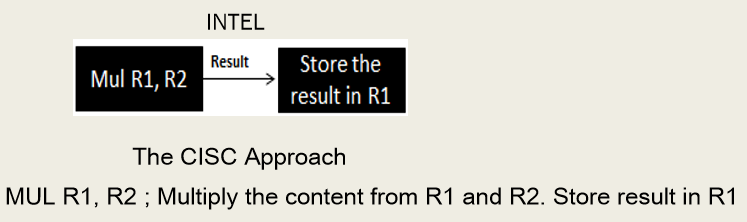 INTEL
Mul R1, R2
Result
Store the
result in R1
The CISC Approach
MUL R1, R2 ; Multiply the content from R1 and R2. Store result in R1